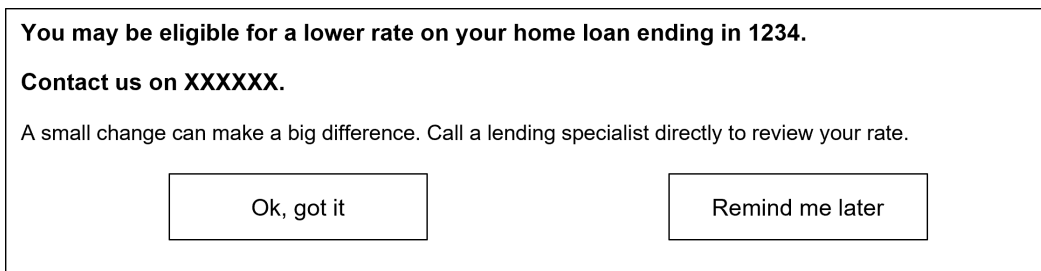 You may be eligible for a lower rate on your home loan ending in 1234.
Contact us on XXXXXX.
A small change can make a big difference. Call a lending specialist directly to review your rate.
Ok, got it
Remind me later